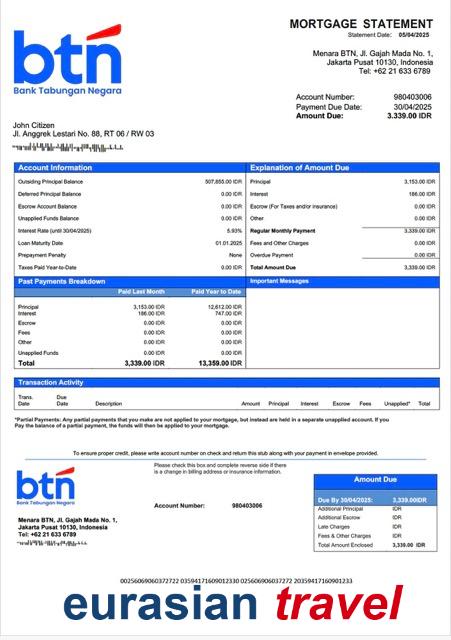 btn
Bank Tabungan Negara
MORTGAGE STATEMENT
Statement Date: 05/04/2025
Menara BTN, Jl. Gajah Mada No. 1,
Jakarta Pusat 10130, Indonesia
Tel: +62 21 633 6789
Account Number: 980403006
Payment Due Date: 30/04/2025
Amount Due: 3.339.00 IDR
John Citizen
Jl. Anggrek Lestari No. 88, RT 06 / RW 03
Account Information
Outsiding Principal Balance 507,855.00 IDR
Deferred Principal Balance 0.00 IDR
Escrow Account Balance 0.00 IDR
Unapplied Funds Balance 0.00 IDR
Interest Rate (until 30/04/2025) 5.93%
Loan Maturity Date 01.01.2025
Prepayment Penalty None
Taxes Paid Year-to-Date 0.00 IDR
Explanation of Amount Due
Principal 3,153.00 IDR
Interest 186.00 IDR
Escrow (For Taxes and/or insurance) 0.00 IDR
Other 0.00 IDR
Regular Monthly Payment 3,339.00 IDR
Fees and Other Charges 0.00 IDR
Overdue Payment 0.00 IDR
Total Amount Due 3,339.00 IDR
Past Payments Breakdown
Paid Last Month Paid Year to Date
Principal 3,153.00 IDR 12,612.00 IDR
Interest 186.00 IDR 747.00 IDR
Escrow 0.00 IDR 0.00 IDR
Fees 0.00 IDR 0.00 IDR
Other 0.00 IDR 0.00 IDR
Unapplied Funds 0.00 IDR 0.00 IDR
Total 3,339.00 IDR 13,359.00 IDR
Important Messages
Transaction Activity
Trans. Date Due Date Description Amount Principal Interest Escrow Fees Unapplied* Total
*Partial Payments: Any partial payments that you make are not applied to your mortgage, but instead are held in a separate unapplied account. If you
Pay the balance of a partial payment, the funds will then be applied to your mortgage.
To ensure proper credit, please write account number on check and return this stub along with your payment in envelope provided.
btn
Bank Tabungan Negara
Menara BTN, Jl. Gajah Mada No. 1,
Jakarta Pusat 10130, Indonesia
Tel: +62 21 633 6789
Please check this box and complete reverse side if there
is a change in billing address or insurance information.
Account Number: 980403006
Amount Due
Due By 30/04/2025: 3,339.00IDR
Additional Principal IDR
Additional Escrow IDR
Late Charges IDR
Fees & Other Charges IDR
Total Amount Enclosed 3,339.00 IDR
00256069060372722 03594171609012330 0256069060372722 20359417160901233
eurasian travel